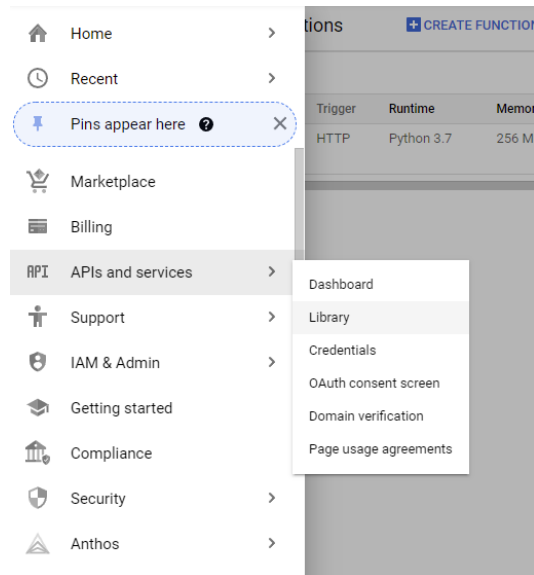 Home
Recent
Pins appear here
Marketplace
Billing
API APIs and services
Support
IAM & Admin
Getting started
Compliance
Security
Anthos
Dashboard
Library
Credentials
OAuth consent screen
Domain verification
Page usage agreements
tions CREATE FUNCTION
Trigger Runtime Memor
HTTP Python 3.7 256 M